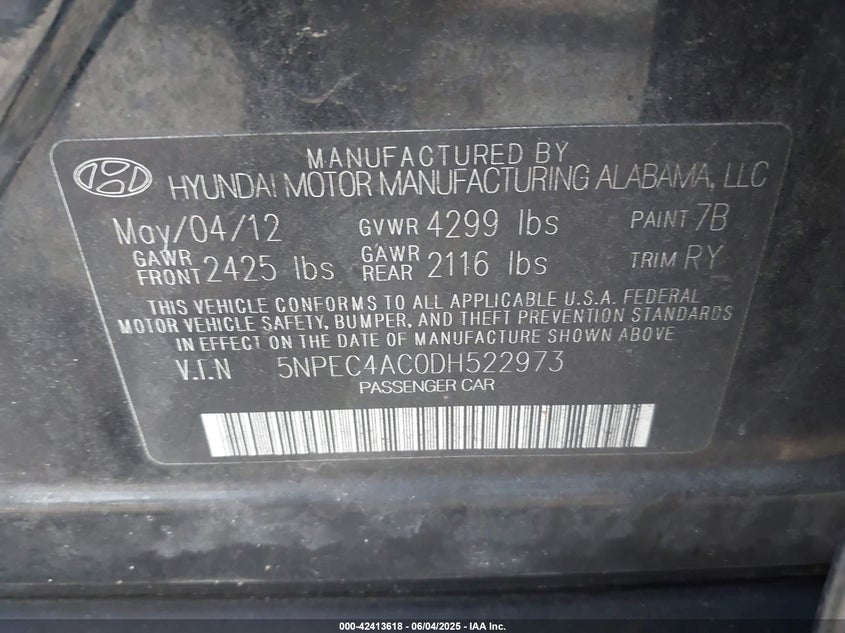 MANUFACTURED BY
HYUNDAI MOTOR MANUFACTURING ALABAMA, LLC
May/04/12 GVWR 4299 lbs PAINT 7B
GAWR FRONT 2425 lbs GAWR REAR 2116 lbs TRIM RY
THIS VEHICLE CONFORMS TO ALL APPLICABLE U.S.A. FEDERAL
MOTOR VEHICLE SAFETY, BUMPER, AND THEFT PREVENTION STANDARDS
IN EFFECT ON THE DATE OF MANUFACTURE SHOWN ABOVE
V.I.N 5NPEC4AC0DH522973
PASSENGER CAR
000-42413618 - 06/04/2025 - IAA Inc.